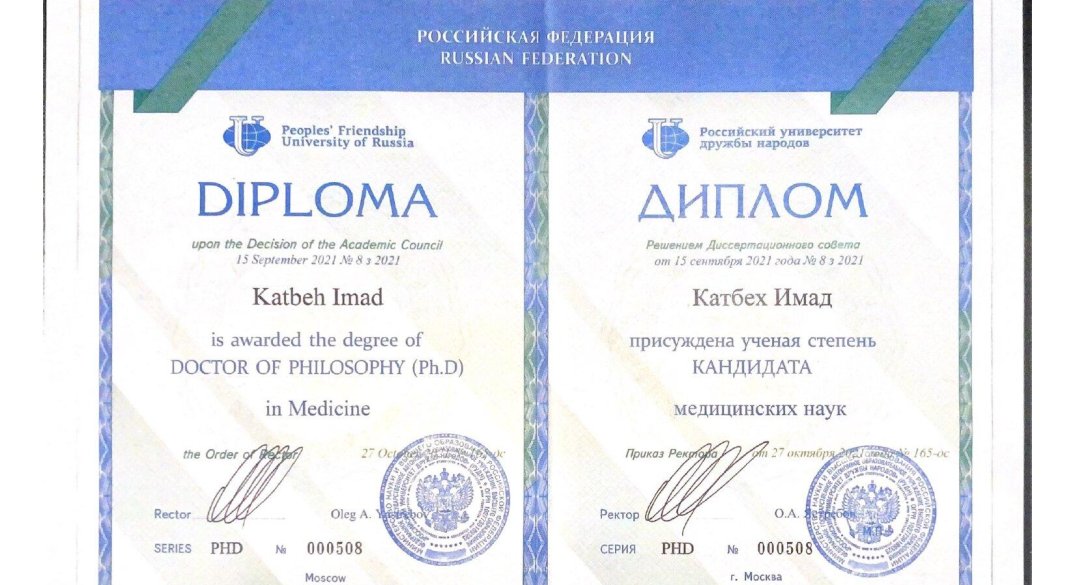 РОССИЙСКАЯ ФЕДЕРАЦИЯ
RUSSIAN FEDERATION
Peoples' Friendship
University of Russia
DIPLOMA
upon the Decision of the Academic Council
15 September 2021 № 8 з 2021
Katbeh Imad
is awarded the degree of
DOCTOR OF PHILOSOPHY (Ph.D)
in Medicine
the Order of Rector 27
Rector Oleg A.
SERIES PHD № 000508
Moscow
Российский университет
дружбы народов
ДИПЛОМ
Решением Диссертационного совета
от 15 сентября 2021 года № 8 з 2021
Катбех Имад
присуждена ученая степень
КАНДИДАТА
медицинских наук
Приказ Ректора от 27 октября 2021 № 165-ос
Ректор О.А.
СЕРИЯ PHD № 000508
г. Москва